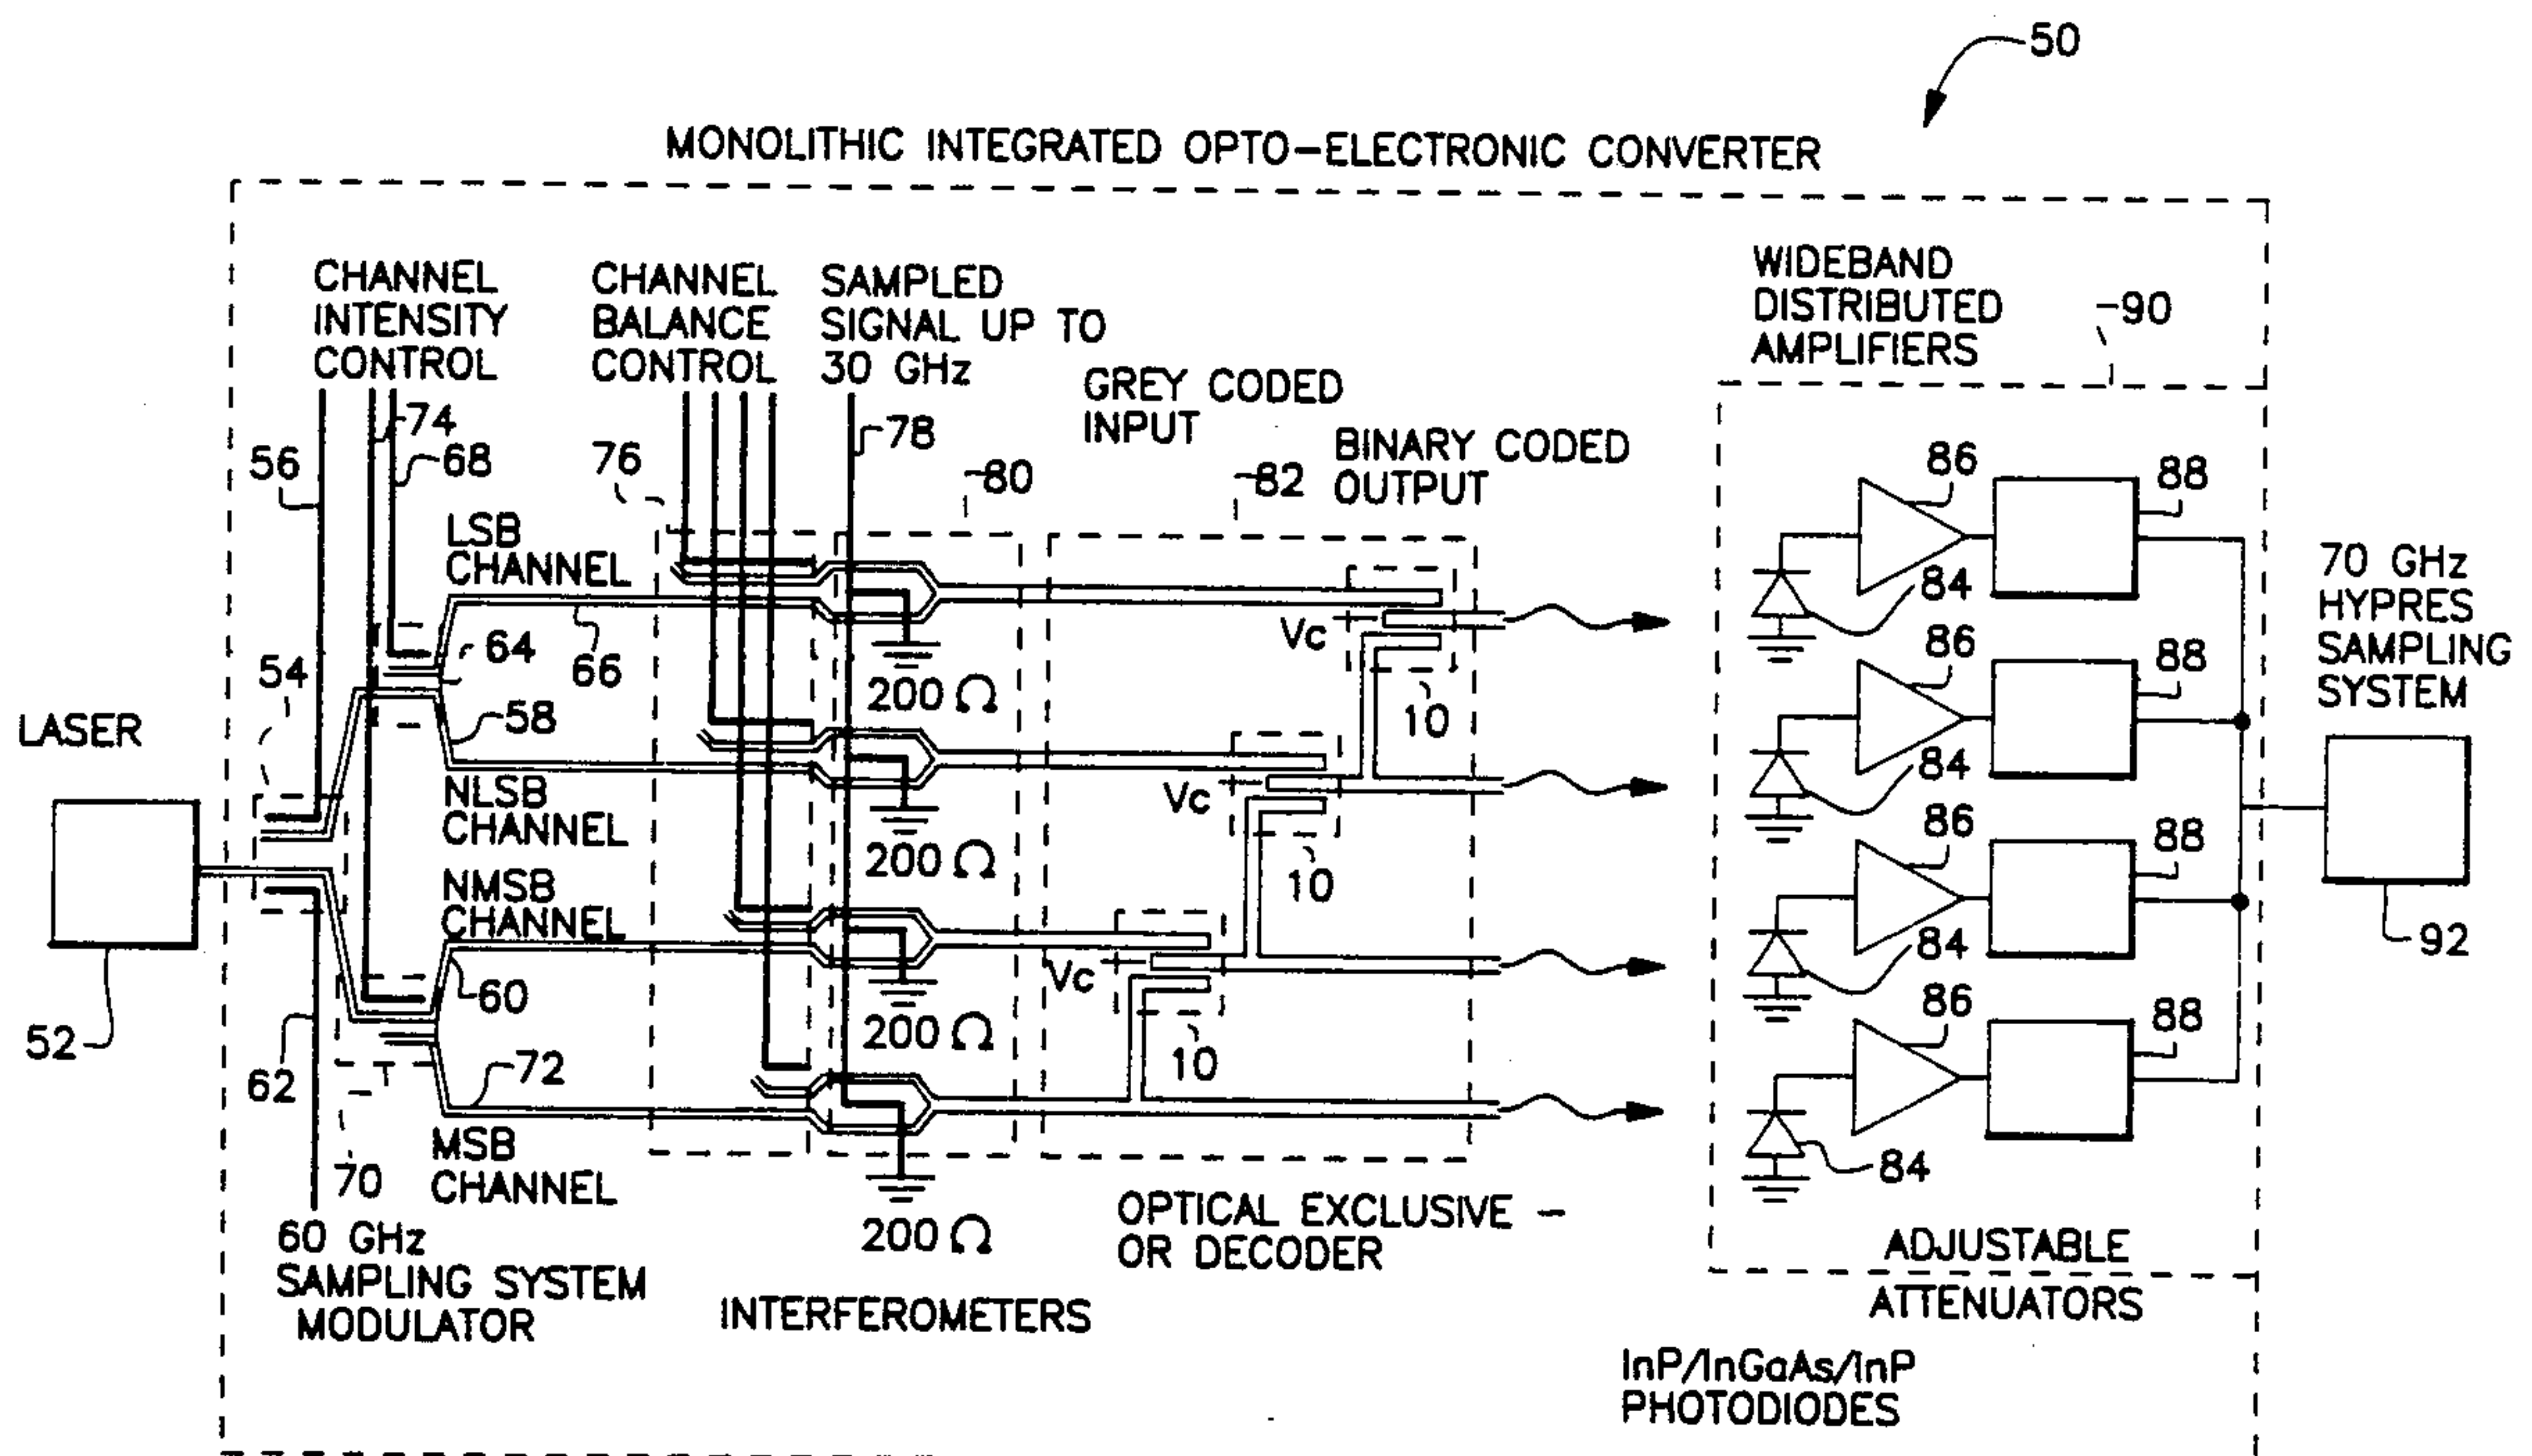 50
MONOLITHIC INTEGRATED OPTO-ELECTRONIC CONVERTER
CHANNEL
INTENSITY
CONTROL
CHANNEL
BALANCE
CONTROL
SAMPLED
SIGNAL UP TO
30 GHz
GREY CODED
INPUT
BINARY CODED
OUTPUT
WIDEBAND
DISTRIBUTED
AMPLIFIERS
90
74
68
56
76
78
80
82
LSB
CHANNEL
64
66
54
58
LASER
52
NLSB
CHANNEL
NMSB
CHANNEL
60
62
72
70
MSB
CHANNEL
60 GHz
SAMPLING SYSTEM
MODULATOR
200 Ω
200 Ω
200 Ω
200 Ω
INTERFEROMETERS
Vc
10
Vc
10
Vc
10
OPTICAL EXCLUSIVE -
OR DECODER
86
88
84
86
88
84
86
88
84
86
88
84
70 GHz
HYPRES
SAMPLING
SYSTEM
92
ADJUSTABLE
ATTENUATORS
InP/InGaAs/InP
PHOTODIODES